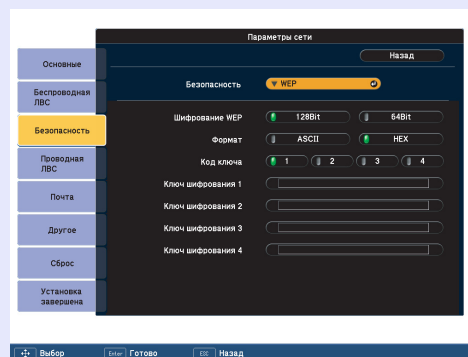 Параметры сети
Назад
Основные
Беспроводная
ЛВС
Безопасность
Проводная
ЛВС
Почта
Другое
Сброс
Установка
завершена
Безопасность WEP
Шифрование WEP 128Bit 64Bit
Формат ASCII HEX
Код ключа 1 2 3 4
Ключ шифрования 1
Ключ шифрования 2
Ключ шифрования 3
Ключ шифрования 4
Выбор Enter Готово ESC Назад